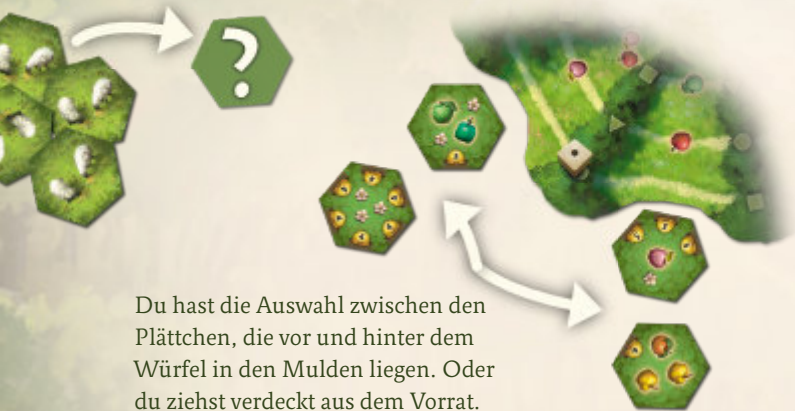 ?
Du hast die Auswahl zwischen den
Plättchen, die vor und hinter dem
Würfel in den Mulden liegen. Oder
du ziehst verdeckt aus dem Vorrat.